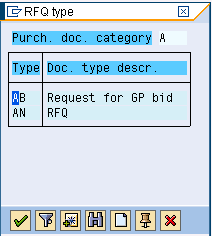 RFQ type
Purch. doc. category A
Type Doc. type descr.
AB Request for GP bid
AN RFQ